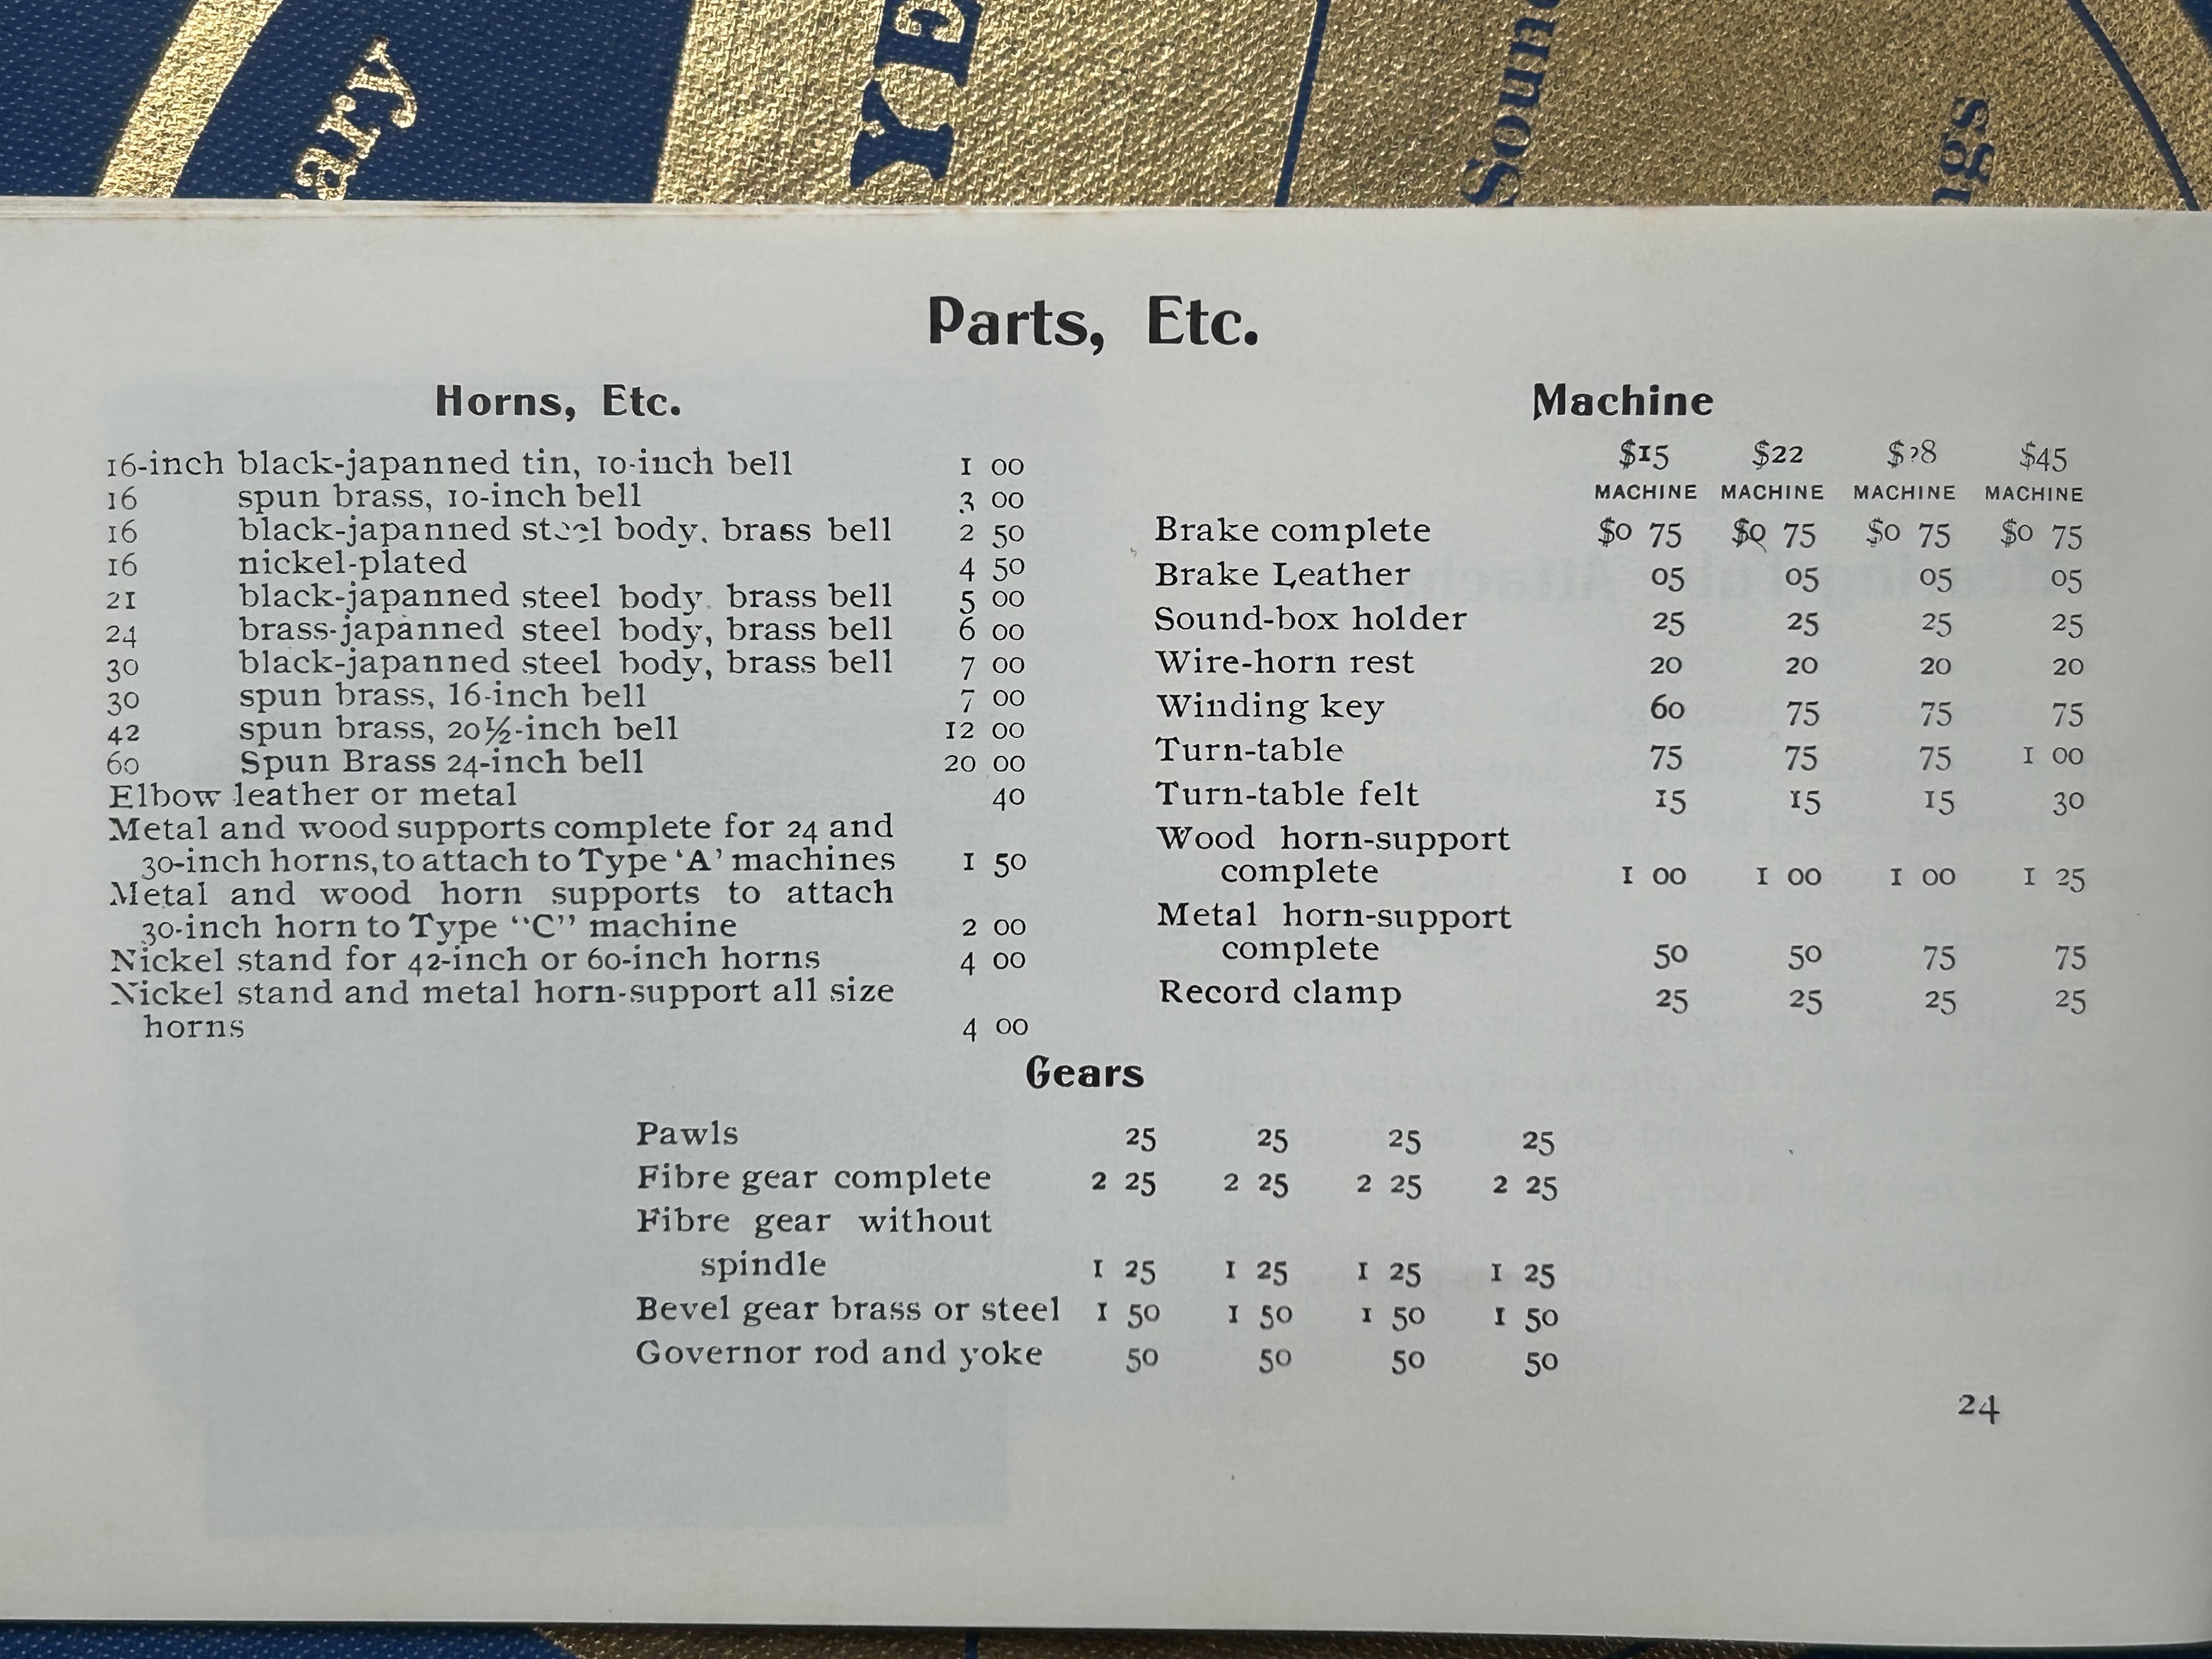 ary
YE
Soun
ngs
Parts, Etc.
Horns, Etc.
16-inch black-japanned tin, 10-inch bell 1 00
16 spun brass, 10-inch bell 3 00
16 black-japanned steel body, brass bell 2 50
16 nickel-plated 4 50
21 black-japanned steel body, brass bell 5 00
24 brass-japanned steel body, brass bell 6 00
30 black-japanned steel body, brass bell 7 00
30 spun brass, 16-inch bell 7 00
42 spun brass, 20½-inch bell 12 00
60 Spun Brass 24-inch bell 20 00
Elbow leather or metal 40
Metal and wood supports complete for 24 and
30-inch horns, to attach to Type ‘A’ machines 1 50
Metal and wood horn supports to attach
30-inch horn to Type “C” machine 2 00
Nickel stand for 42-inch or 60-inch horns 4 00
Nickel stand and metal horn-support all size
horns 4 00
Machine
$15 $22 $45
MACHINE MACHINE MACHINE MACHINE
Brake complete $0 75 $0 75 $0 75 $0 75
Brake Leather 05 05 05 05
Sound-box holder 25 25 25 25
Wire-horn rest 20 20 20 20
Winding key 60 75 75 75
Turn-table 75 75 75 1 00
Turn-table felt 15 15 15 30
Wood horn-support
complete 1 00 1 00 1 00 1 25
Metal horn-support
complete 50 50 75 75
Record clamp 25 25 25 25
Gears
Pawls 25 25 25 25
Fibre gear complete 2 25 2 25 2 25 2 25
Fibre gear without
spindle 1 25 1 25 1 25 1 25
Bevel gear brass or steel 1 50 1 50 1 50 1 50
Governor rod and yoke 50 50 50 50
24